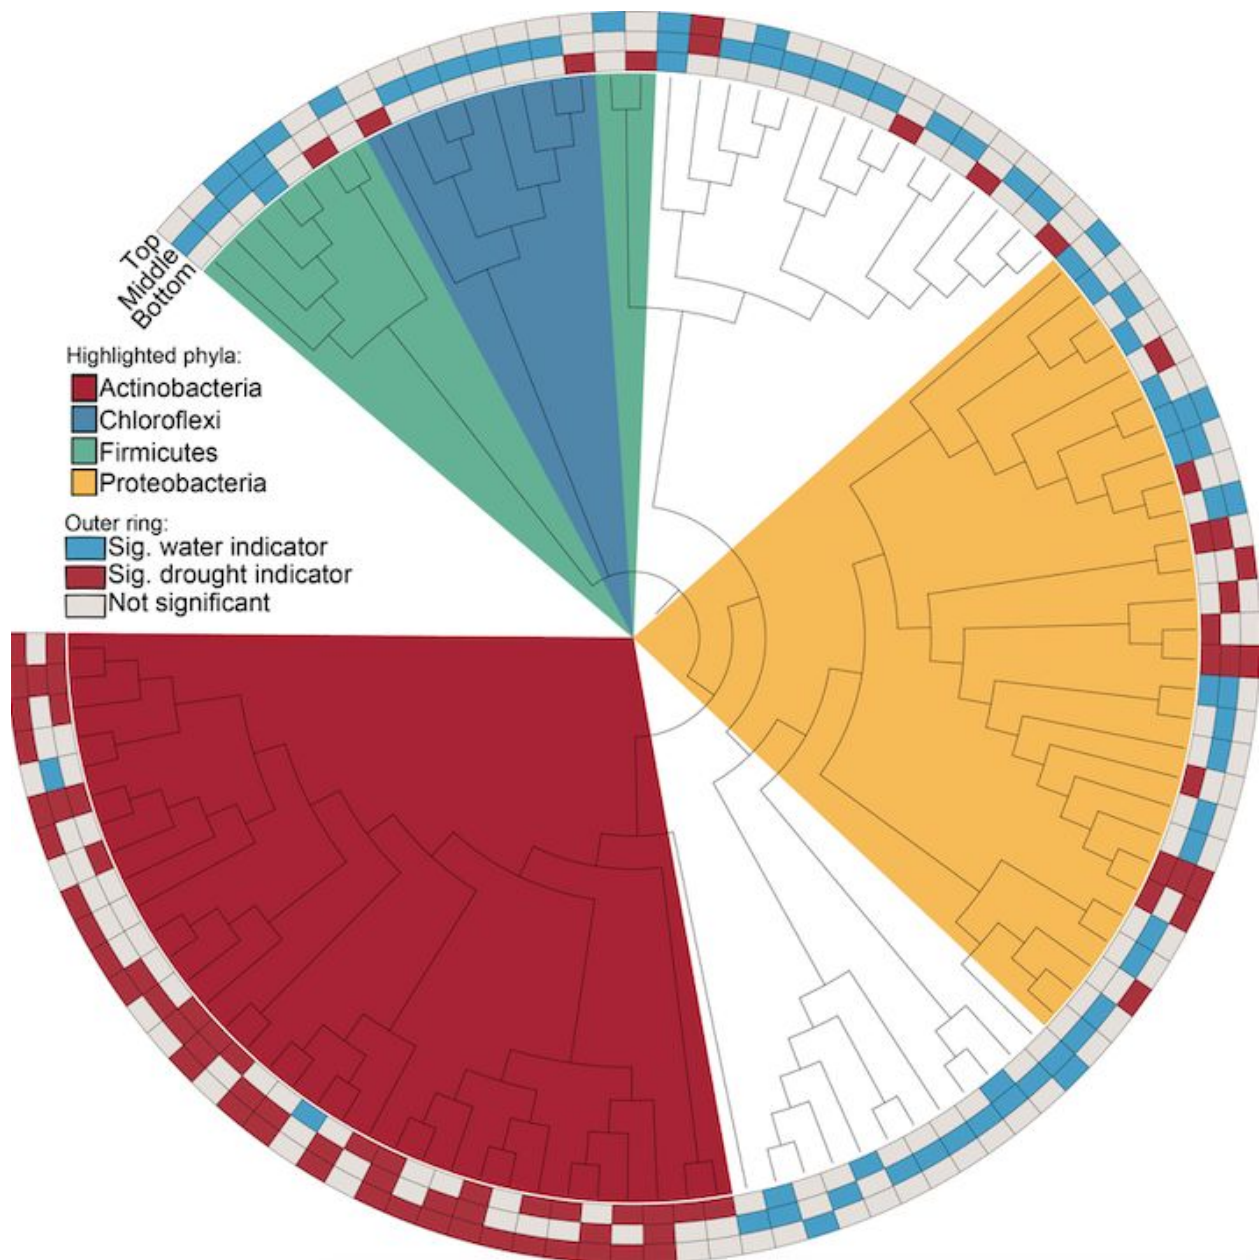 Top
Middle
Bottom
Highlighted phyla:
Actinobacteria
Chloroflexi
Firmicutes
Proteobacteria
Outer ring:
Sig. water indicator
Sig. drought indicator
Not significant